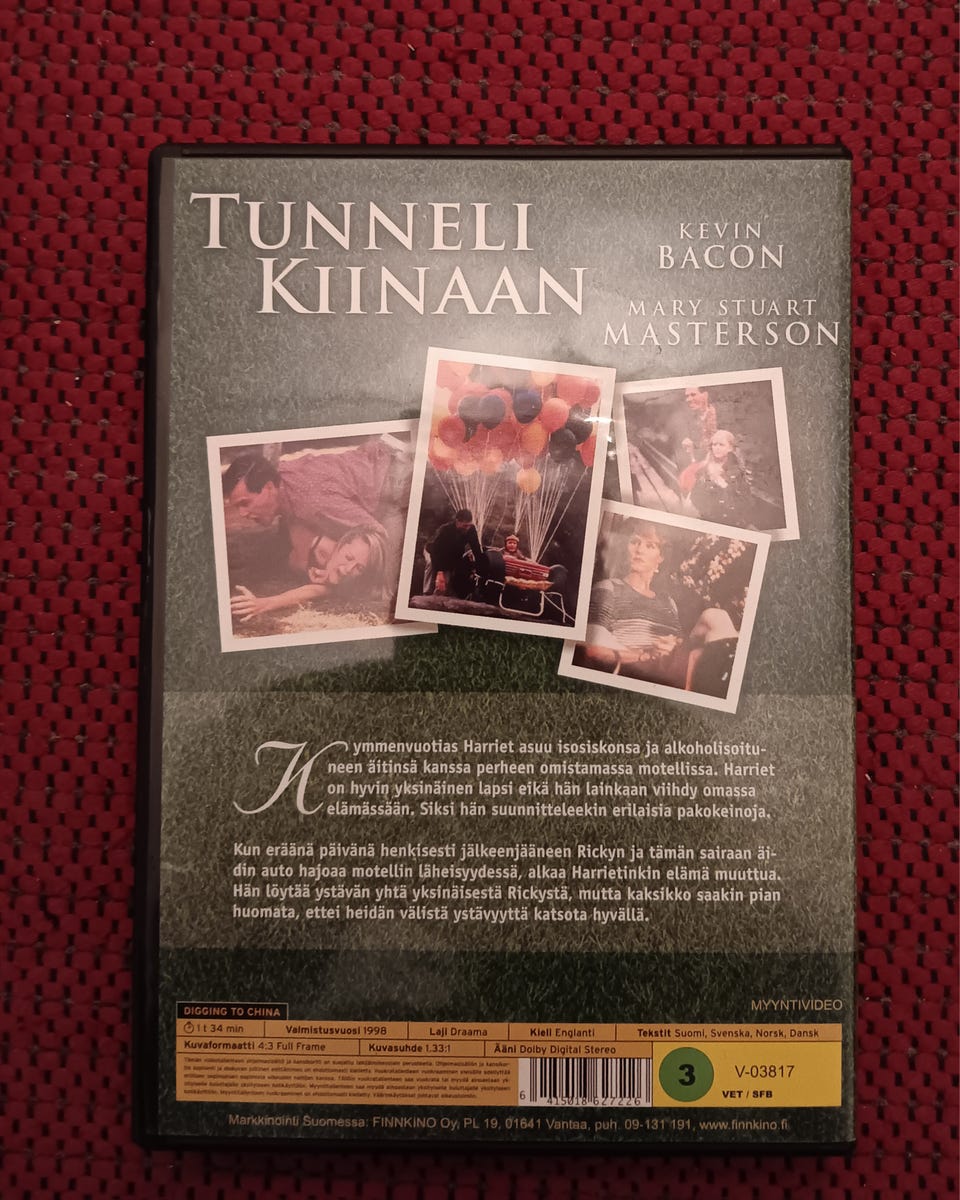 TUNNELI
KIINAAN
KEVIN
BACON
MARY STUART
MASTERSON
Kymmenvuotias Harriet asuu isosiskonsa ja alkoholisoitu-
neen äitinsä kanssa perheen omistamassa motellissa. Harriet
on hyvin yksinäinen lapsi eikä hän lainkaan viihdy omassa
elämässään. Siksi hän suunnitteleekin erilaisia pakokeinoja.
Kun eräänä päivänä henkisesti jälkeenjääneen Rickyn ja tämän sairaan äi-
din auto hajoaa motellin läheisyydessä, alkaa Harrietinkin elämä muuttua.
Hän löytää ystävän yhtä yksinäisestä Rickystä, mutta kaksikko saakin pian
huomata, ettei heidän välistä ystävyyttä katsota hyvällä.
MYYNTIVIDEO
DIGGING TO CHINA
1 t 34 min Valmistusvuosi 1998 Laji Draama Kieli Englanti Tekstit Suomi, Svenska, Norsk, Dansk
Kuvaformaatti 4:3 Full Frame Kuvasuhde 1.33:1 Ääni Dolby Digital Stereo
6 415018 627226
3
V-03817
VET / SFB
Markkinointi Suomessa: FINNKINO Oy, PL 19, 01641 Vantaa, puh. 09-131 191, www.finnkino.fi